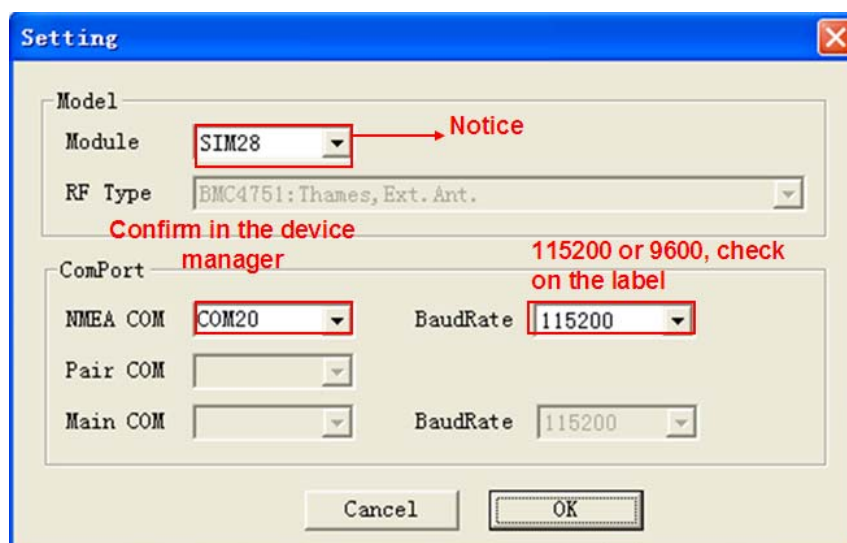 Setting
Model
Module SIM28 Notice
RF Type BMC4751:Thames,Ext.Ant.
Confirm in the device
manager
115200 or 9600, check
on the label
ComPort
NMEA COM COM20 BaudRate 115200
Pair COM
Main COM BaudRate 115200
Cancel OK